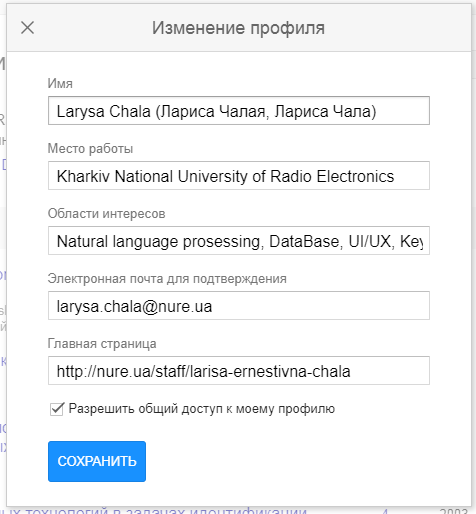 Изменение профиля
Имя
Larysa Chala (Лариса Чалая, Лариса Чала)
Место работы
Kharkiv National University of Radio Electronics
Области интересов
Natural language prosessing, DataBase, UI/UX, Key
Электронная почта для подтверждения
larysa.chala@nure.ua
Главная страница
http://nure.ua/staff/larisa-ernestivna-chala
Разрешить общий доступ к моему профилю
СОХРАНИТЬ
технологий в задачах идентификации 4 2003